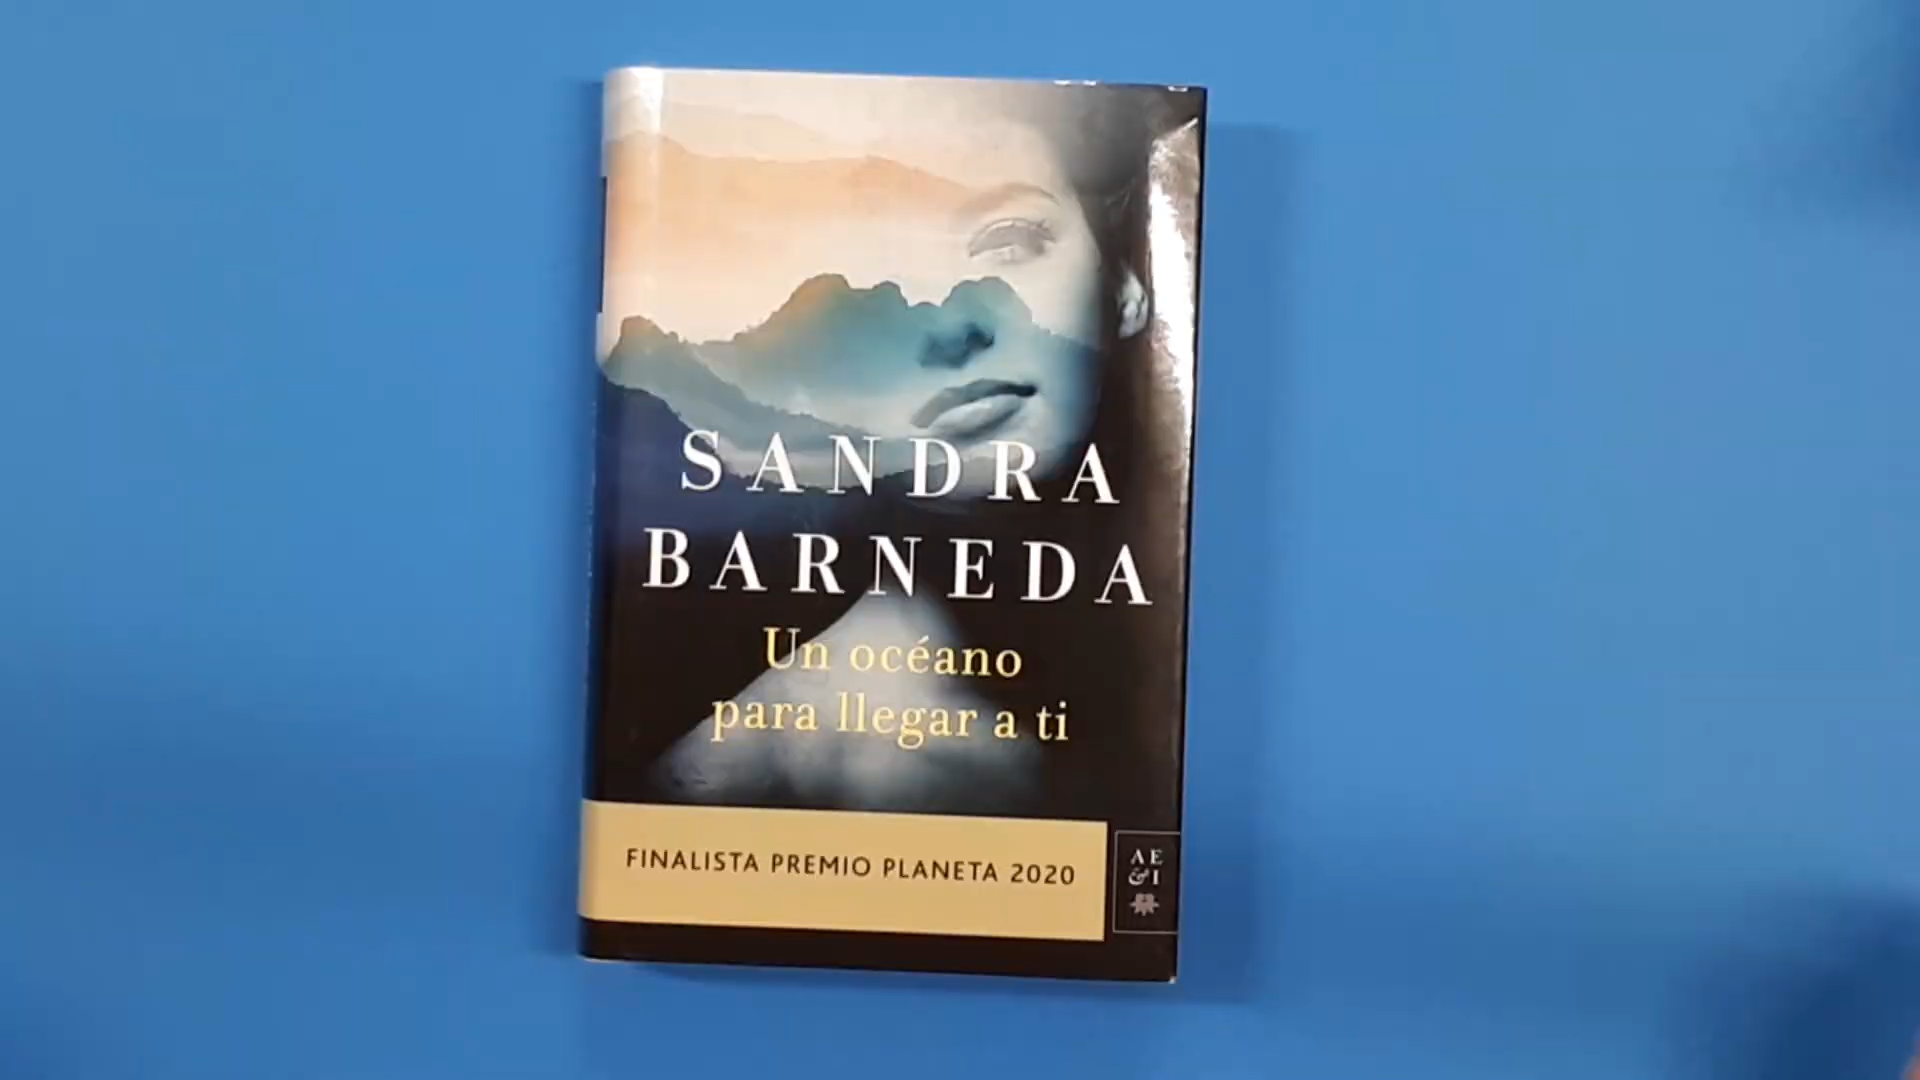 SANDRA
BARNEDA
Un océano
para llegar a ti
FINALISTA PREMIO PLANETA 2020
AE
&I